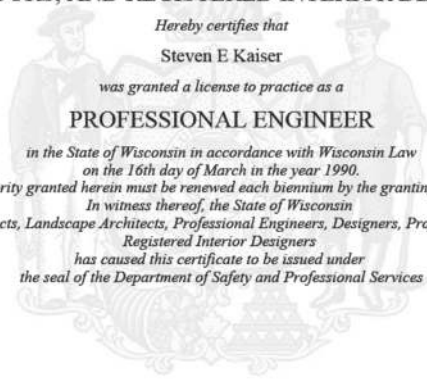 Hereby certifies that
Steven E Kaiser
was granted a license to practice as a
PROFESSIONAL ENGINEER
in the State of Wisconsin in accordance with Wisconsin Law
on the 16th day of March in the year 1990.
granted herein must be renewed each biennium by the
In witness thereof, the State of Wisconsin
Landscape Architects, Professional Engineers, Designers,
Registered Interior Designers
has caused this certificate to be issued under
the seal of the Department of Safety and Professional Services